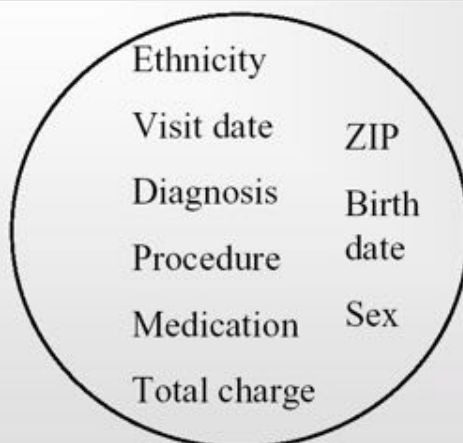 Ethnicity
Visit date
Diagnosis
Procedure
Medication
Total charge
ZIP
Birth
date
Sex